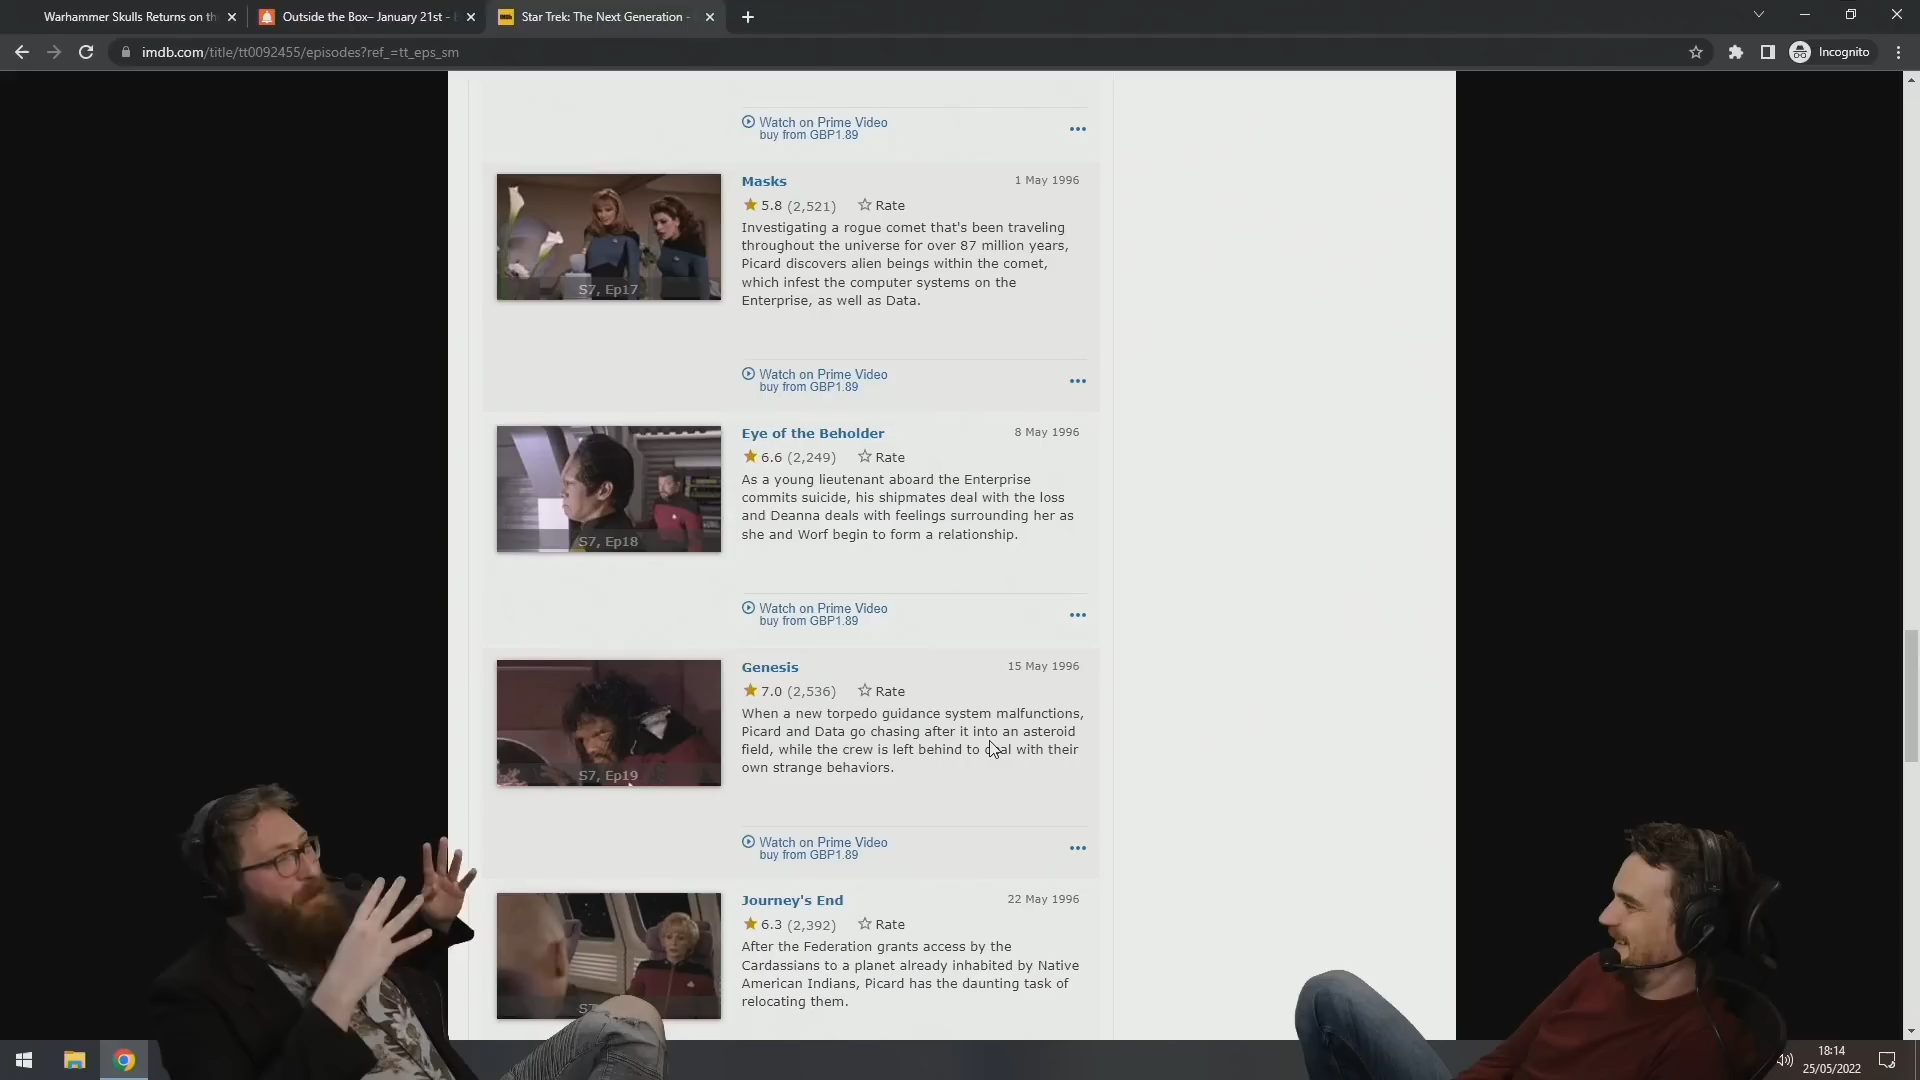 Warhammer Skulls Returns on th
Outside the Box– January 21st -
Star Trek: The Next Generation -
imdb.com/title/tt0092455/episodes?ref_=tt_eps_sm
Incognito
Watch on Prime Video
buy from GBP1.89
Masks
1 May 1996
5.8 (2,521)
Rate
Investigating a rogue comet that's been traveling
throughout the universe for over 87 million years,
Picard discovers alien beings within the comet,
which infest the computer systems on the
Enterprise, as well as Data.
S7, Ep17
Watch on Prime Video
buy from GBP1.89
Eye of the Beholder
8 May 1996
6.6 (2,249)
Rate
As a young lieutenant aboard the Enterprise
commits suicide, his shipmates deal with the loss
and Deanna deals with feelings surrounding her as
she and Worf begin to form a relationship.
S7, Ep18
Watch on Prime Video
buy from GBP1.89
Genesis
15 May 1996
7.0 (2,536)
Rate
When a new torpedo guidance system malfunctions,
Picard and Data go chasing after it into an asteroid
field, while the crew is left behind to deal with their
own strange behaviors.
S7, Ep19
Watch on Prime Video
buy from GBP1.89
Journey's End
22 May 1996
6.3 (2,392)
Rate
After the Federation grants access by the
Cardassians to a planet already inhabited by Native
American Indians, Picard has the daunting task of
relocating them.
S7
18:14
25/05/2022